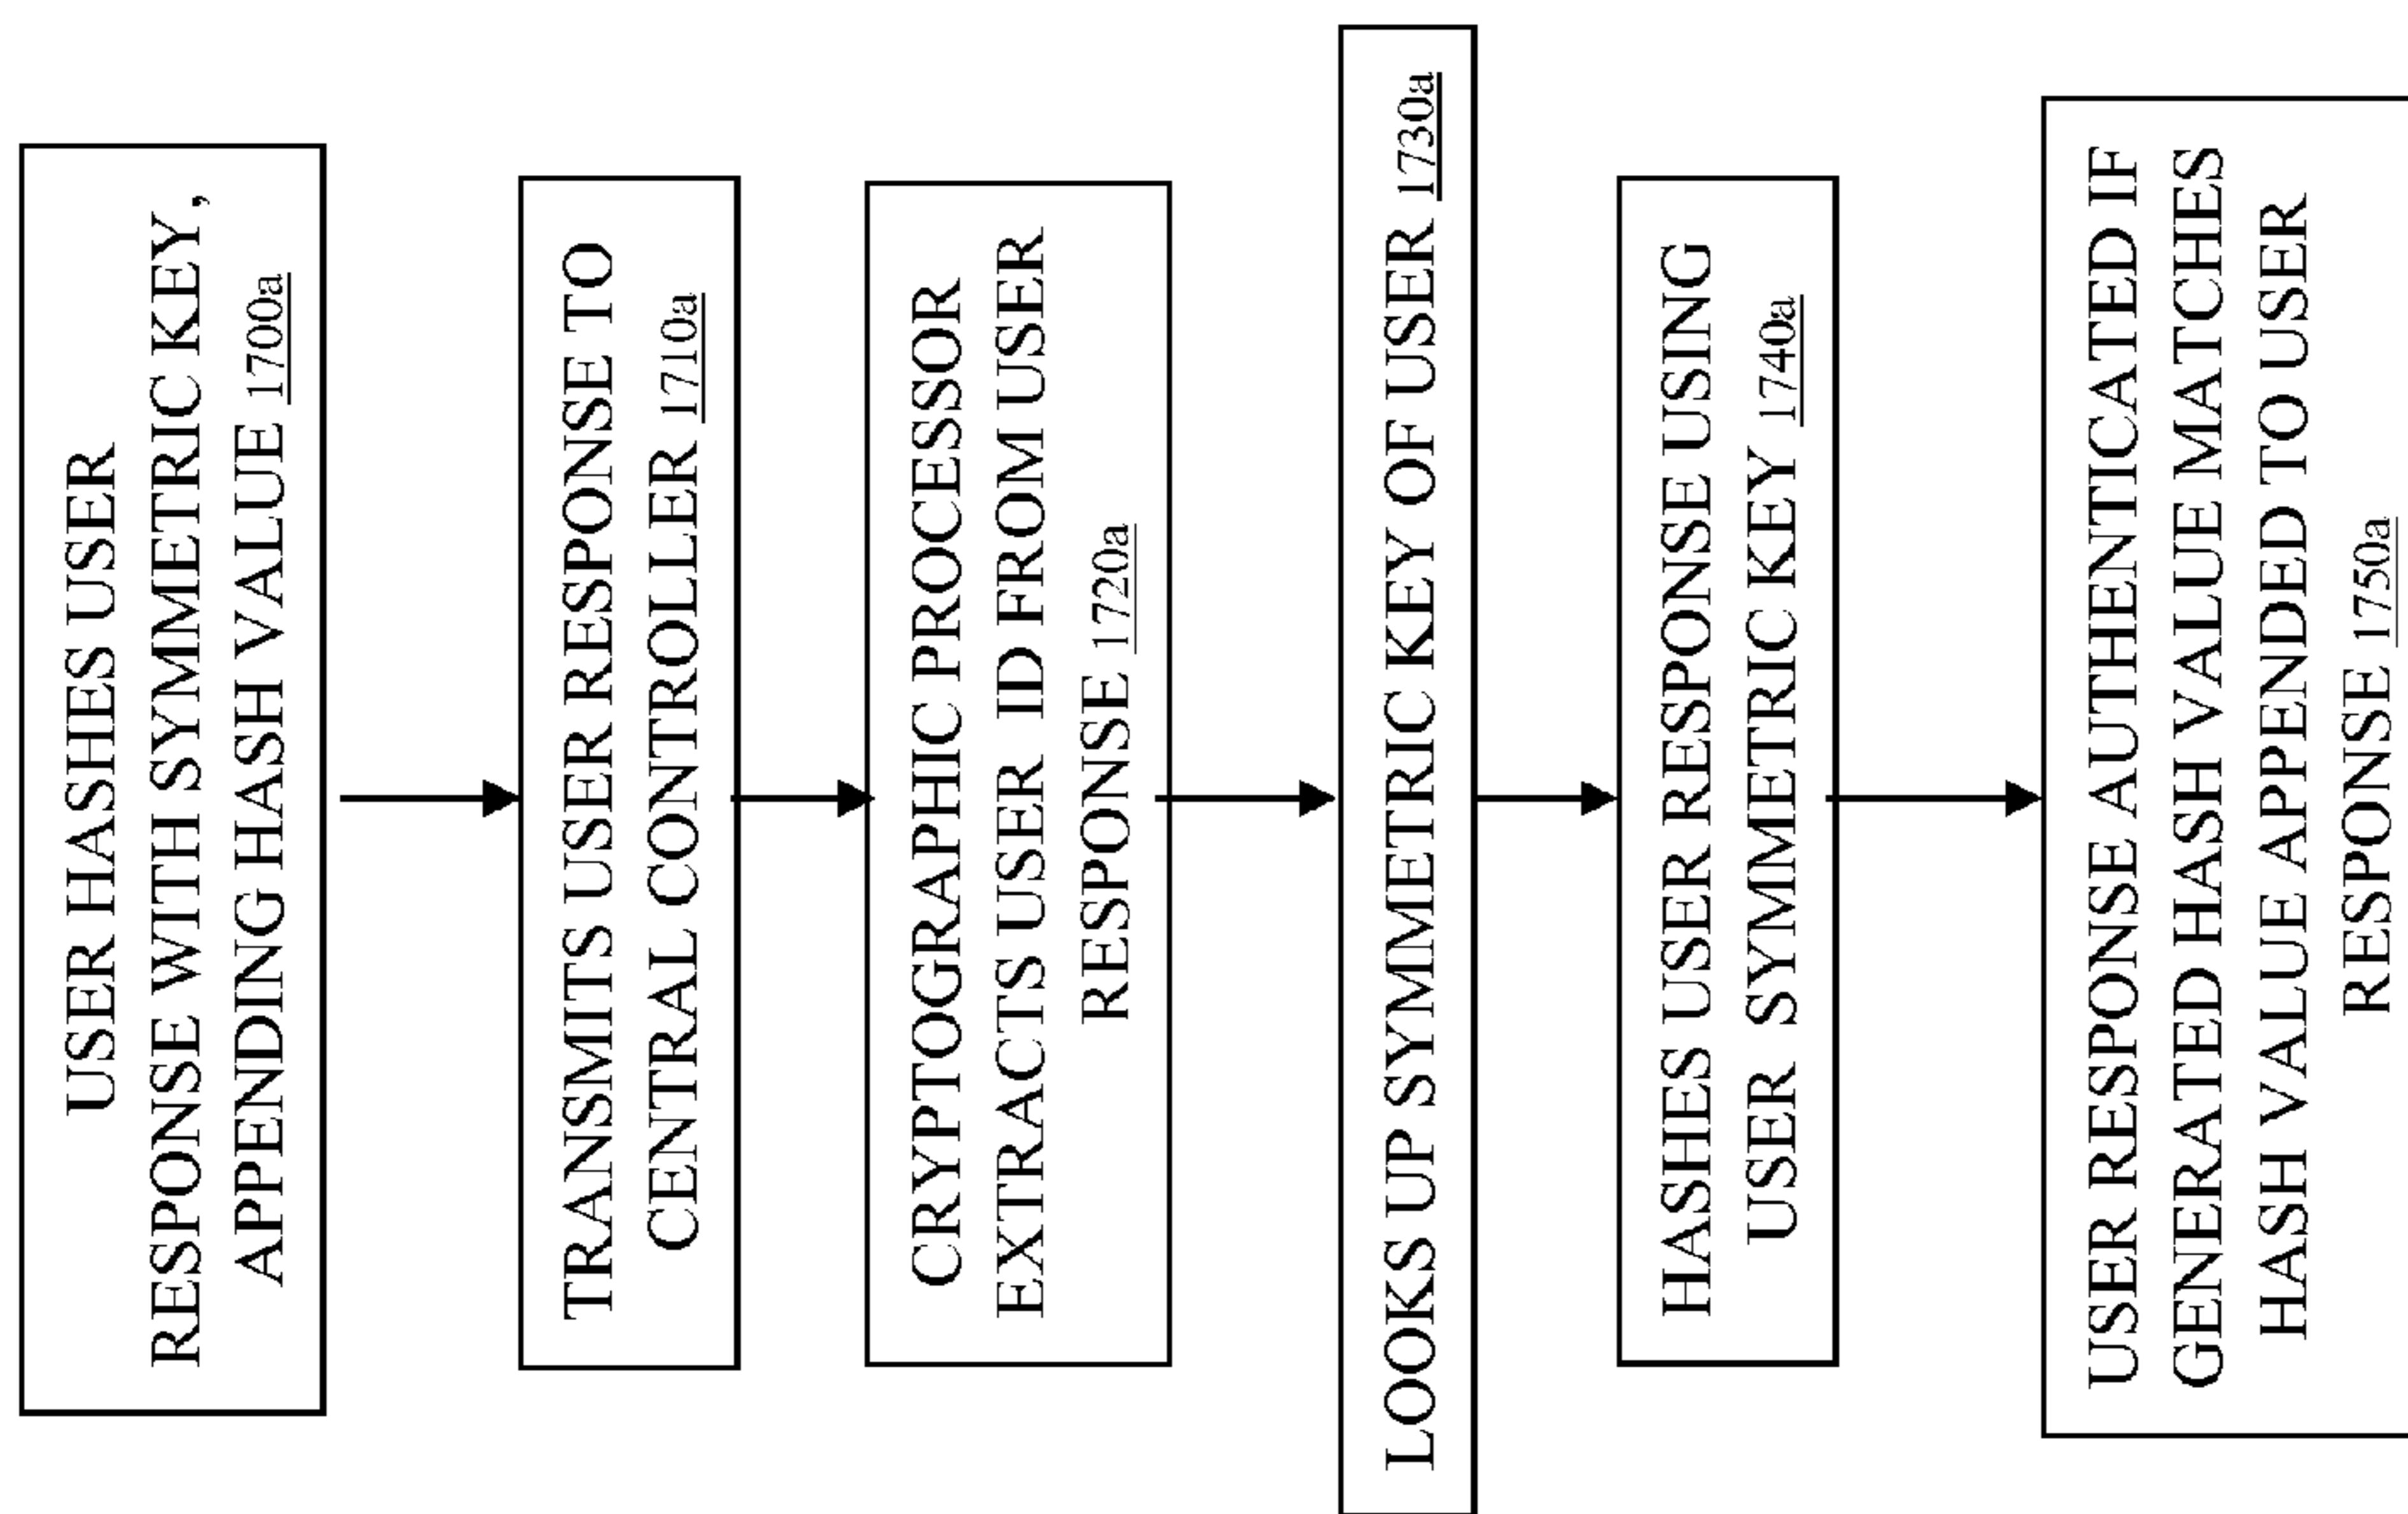 USER HASHES USER
RESPONSE WITH SYMMETRIC KEY,
APPENDING HASH VALUE 1700a
TRANSMITS USER RESPONSE TO
CENTRAL CONTROLLER 1710a
CRYPTOGRAPHIC PROCESSOR
EXTRACTS USER ID FROM USER
RESPONSE 1720a
LOOKS UP SYMMETRIC KEY OF USER 1730a
HASHES USER RESPONSE USING
USER SYMMETRIC KEY 1740a
USER RESPONSE AUTHENTICATED IF
GENERATED HASH VALUE MATCHES
HASH VALUE APPENDED TO USER
RESPONSE 1750a